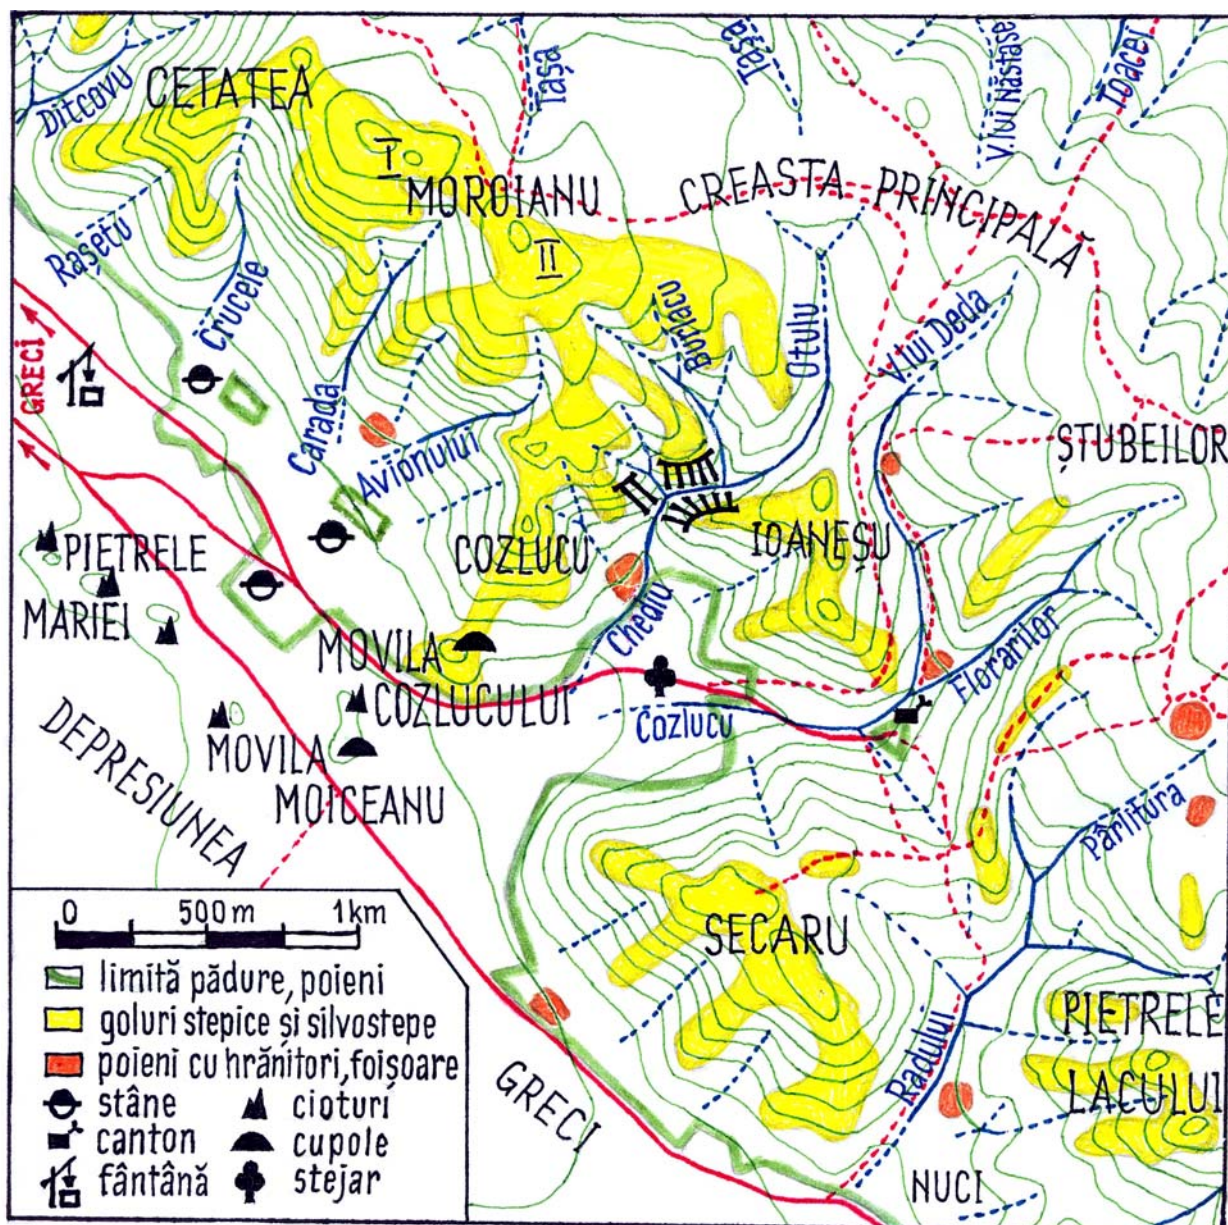 Ditcovu
CETATEA
Tașa
Tașa
V.lui Năstase
Toacei
I
MOROIANU
CREASTA PRINCIPALĂ
II
Rașetu
Crucele
Burlacu
Otulu
V.lui Deda
GRECI
Carada
Avionului
ȘTUBEILOR
PIETRELE
MARIEI
COZLUCU
IOANEȘU
Chediu
Florarilor
MOVILA
COZLUCULUI
Cozlucu
MOVILA
MOICEANU
DEPRESIUNEA
GRECI
Pârlitura
SECARU
PIETRELE
LACULUI
Radului
NUCI
0 500m 1km
limită pădure, poieni
goluri stepice și silvostepe
poieni cu hrănitori, foișoare
stâne cioturi
canton cupole
fântână stejar